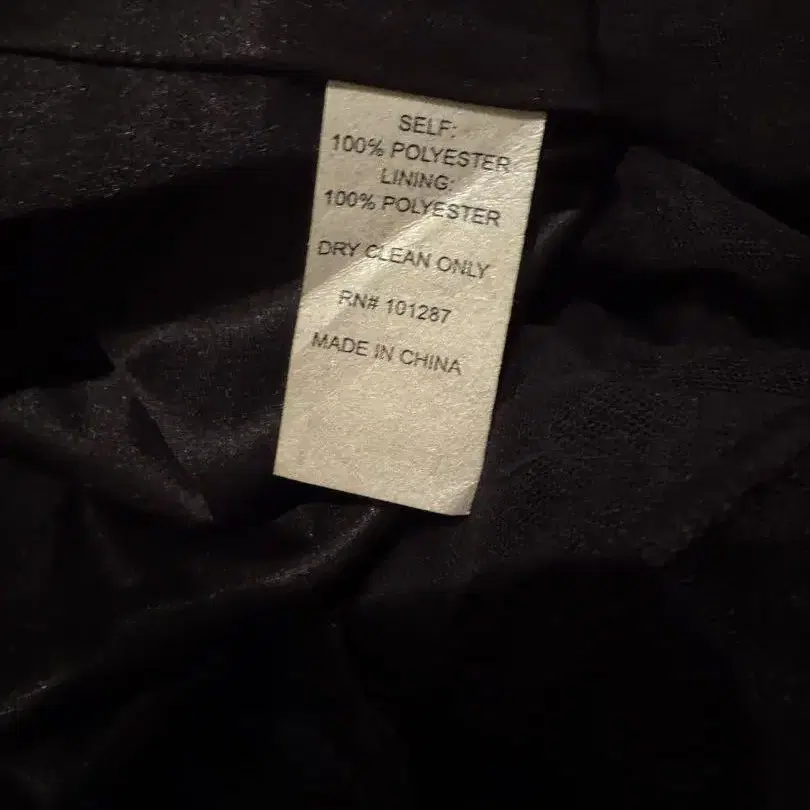 SELF:
100% POLYESTER
LINING:
100% POLYESTER
DRY CLEAN ONLY
RN# 101287
MADE IN CHINA